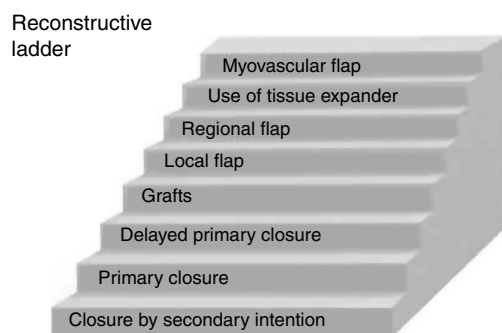 Reconstructive
ladder
Myovascular flap
Use of tissue expander
Regional flap
Local flap
Grafts
Delayed primary closure
Primary closure
Closure by secondary intention